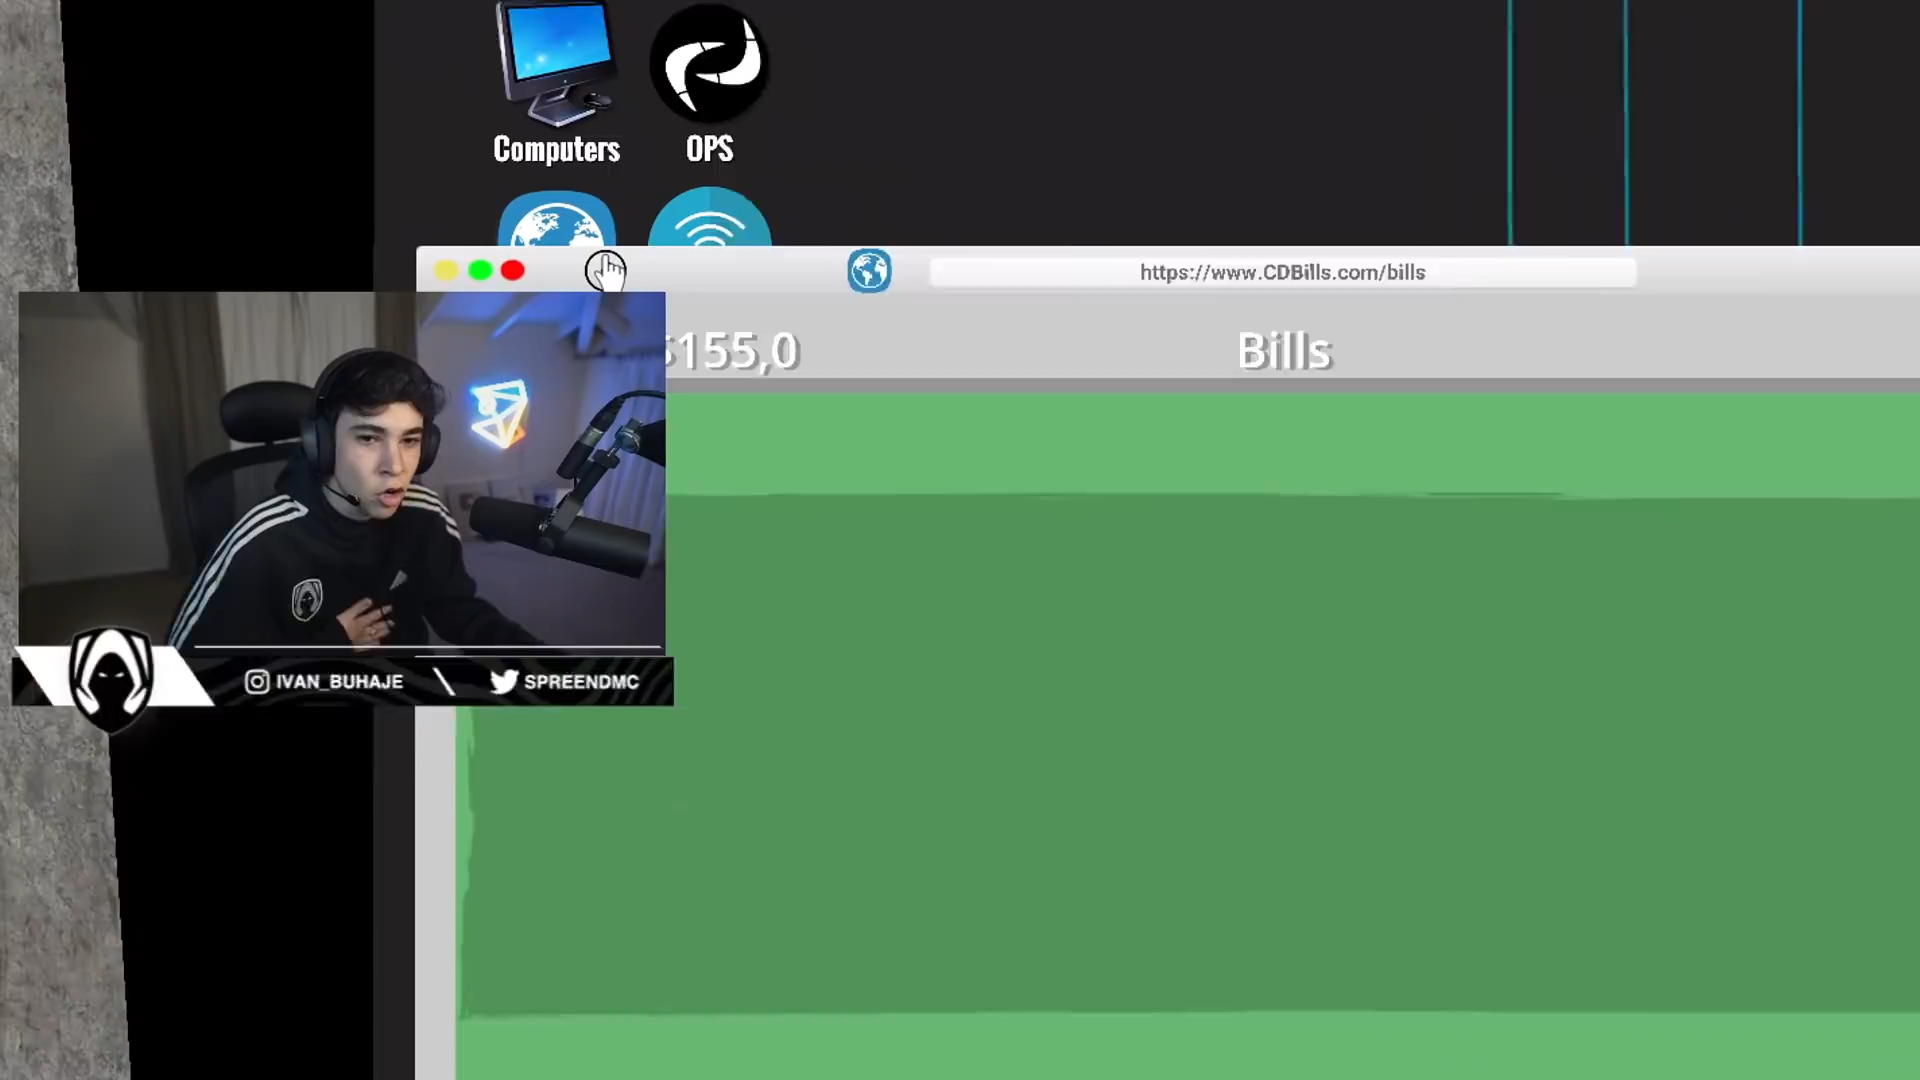 Computers
OPS
https://www.CDBills.com/bills
$155,0
Bills
IVAN_BUHAJE
SPREENDMC